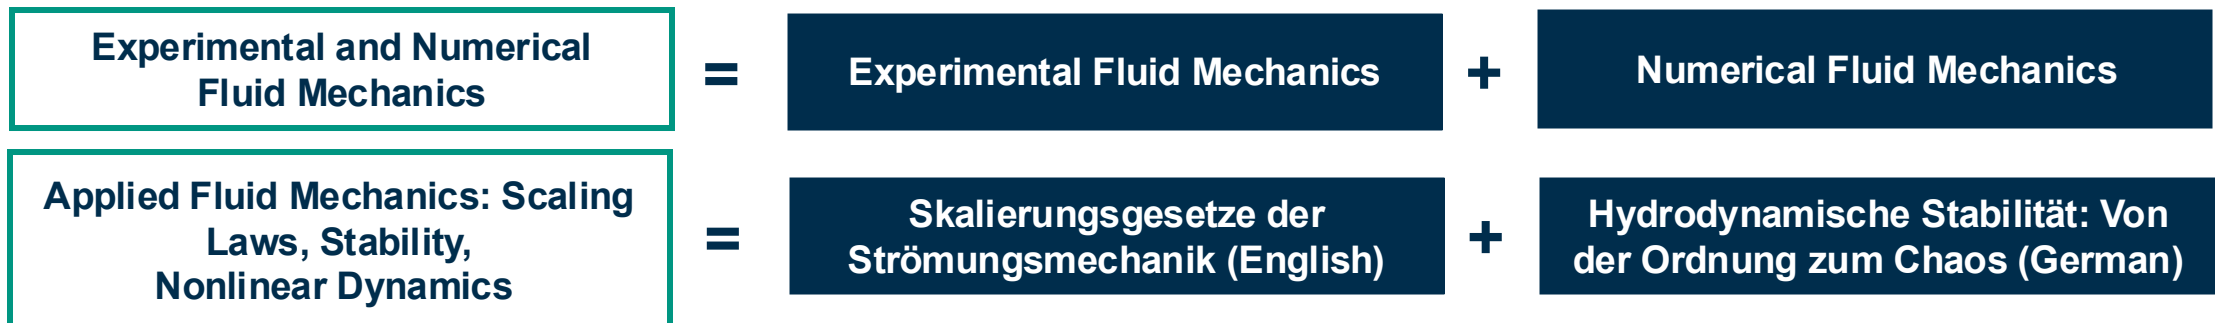 Experimental and Numerical
Fluid Mechanics
=
Experimental Fluid Mechanics
+
Numerical Fluid Mechanics
Applied Fluid Mechanics: Scaling
Laws, Stability,
Nonlinear Dynamics
=
Skalierungsgesetze der
Strömungsmechanik (English)
+
Hydrodynamische Stabilität: Von
der Ordnung zum Chaos (German)